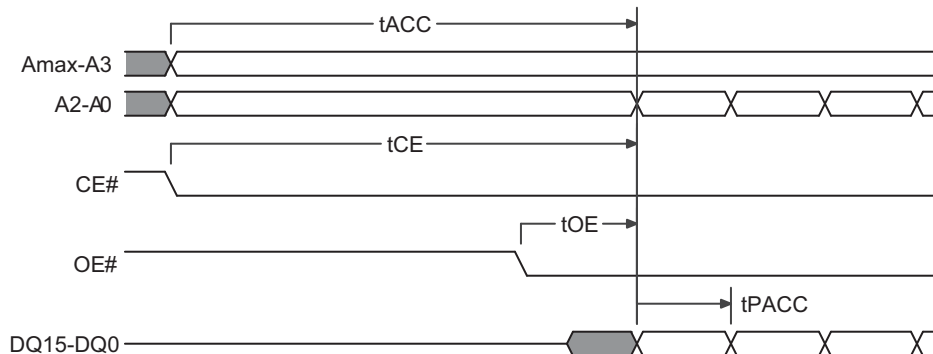 tACC
Amax-A3
A2-A0
tCE
CE#
tOE
OE#
tPACC
DQ15-DQ0